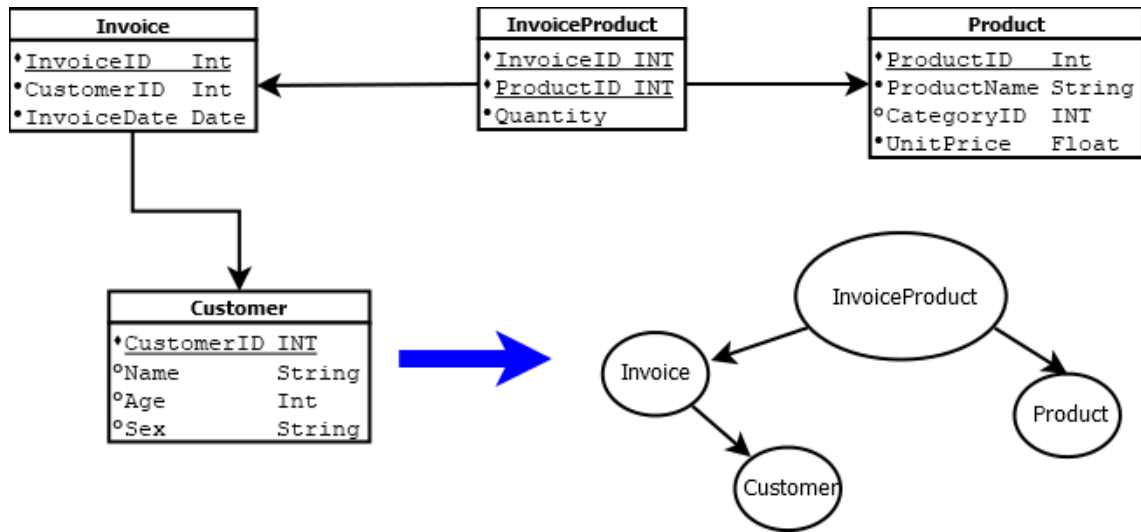 Invoice
InvoiceID Int
CustomerID Int
InvoiceDate Date
InvoiceProduct
InvoiceID INT
ProductID INT
Quantity
Product
ProductID Int
ProductName String
CategoryID INT
UnitPrice Float
Customer
CustomerID INT
Name String
Age Int
Sex String
InvoiceProduct
Invoice
Product
Customer